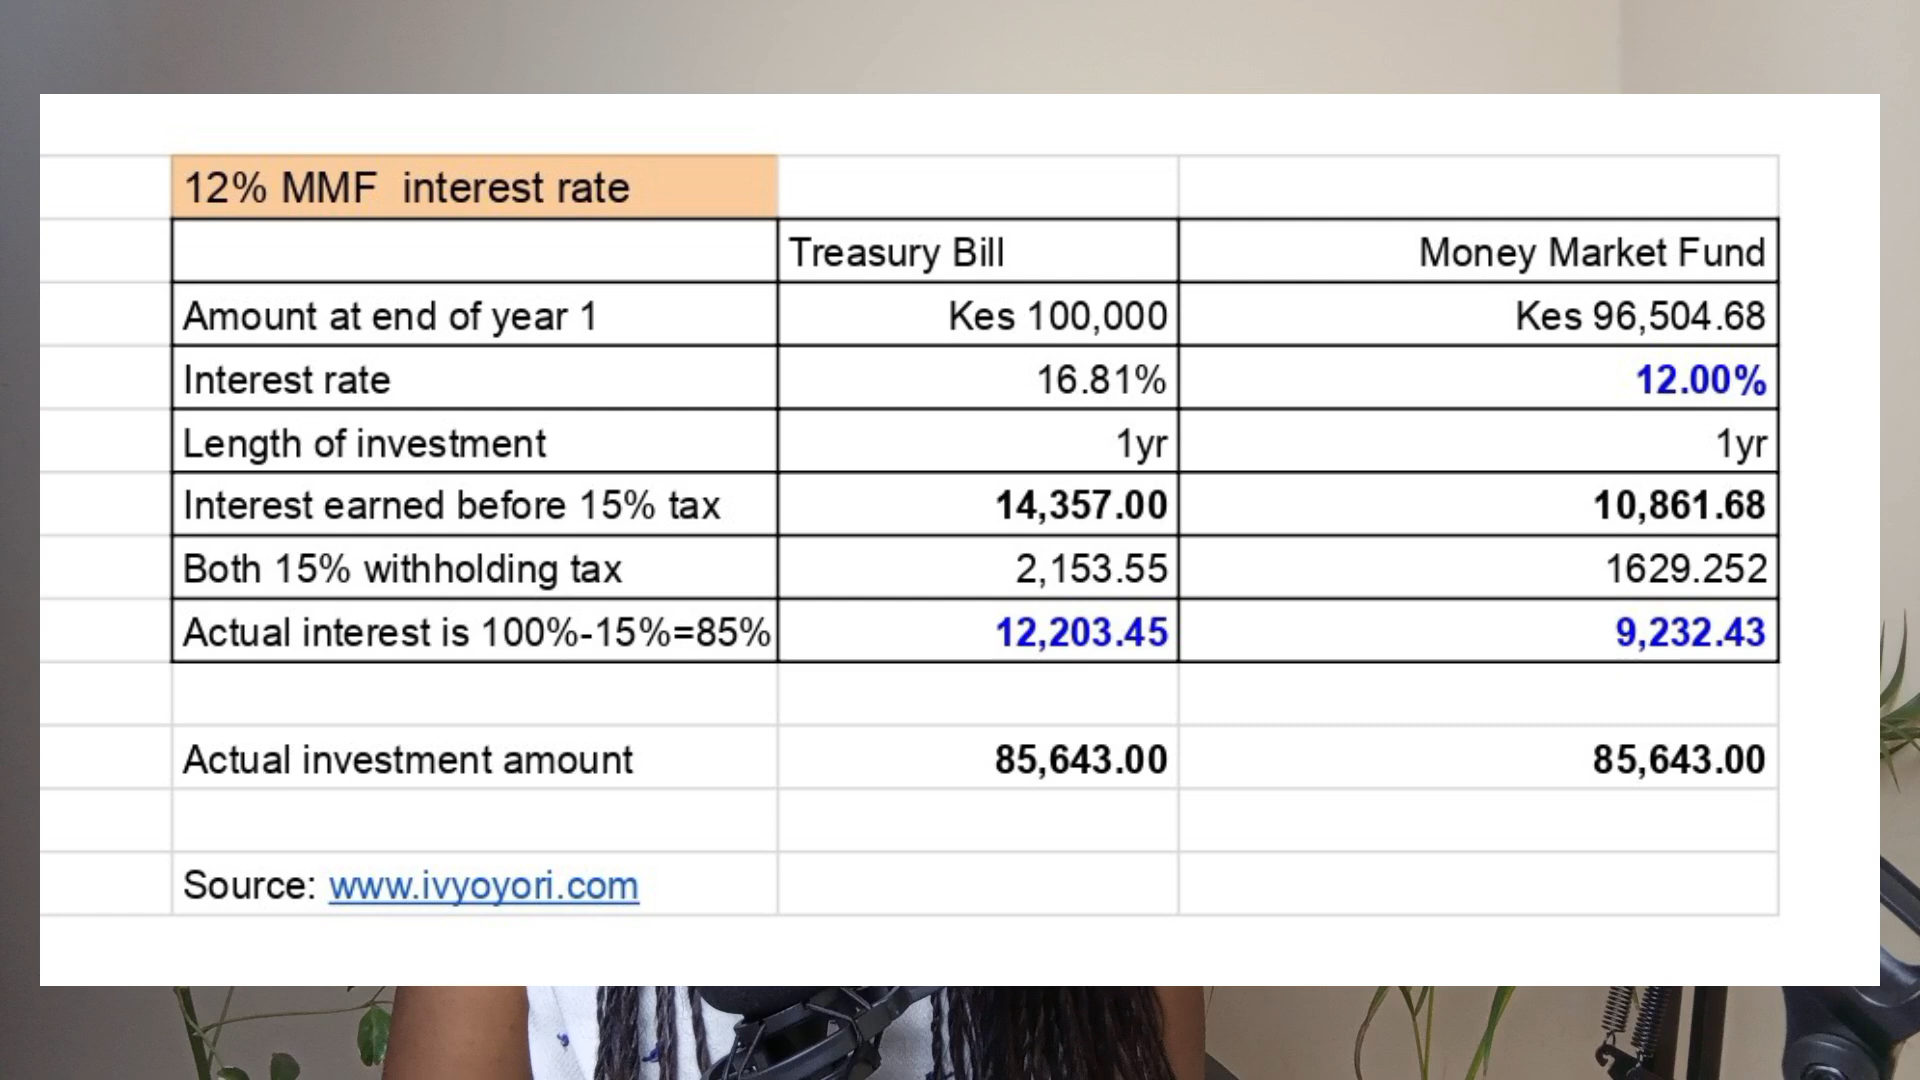 12% MMF interest rate
Treasury Bill Money Market Fund
Amount at end of year 1 Kes 100,000 Kes 96,504.68
Interest rate 16.81% 12.00%
Length of investment 1yr 1yr
Interest earned before 15% tax 14,357.00 10,861.68
Both 15% withholding tax 2,153.55 1629.252
Actual interest is 100%-15%=85% 12,203.45 9,232.43
Actual investment amount 85,643.00 85,643.00
Source: www.ivyoyori.com